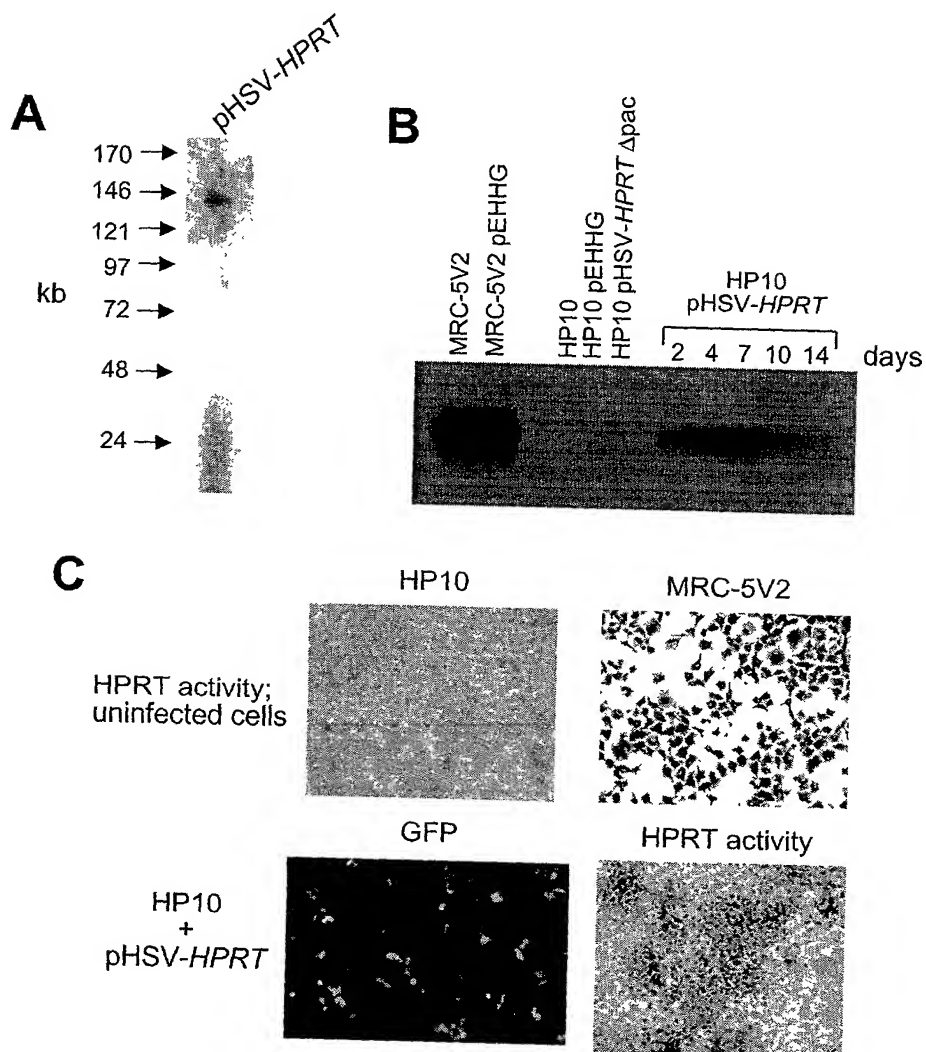 A
pHSV-HPRT
170
146
121
97
kb
72
48
24
B
MRC-5V2
MRC-5V2 pEHHG
HP10
HP10 pEHHG
HP10 pHSV-HPRT Δpac
HP10
pHSV-HPRT
2 4 7 10 14 days
C
HP10
MRC-5V2
HPRT activity;
uninfected cells
GFP
HPRT activity
HP10
+
pHSV-HPRT